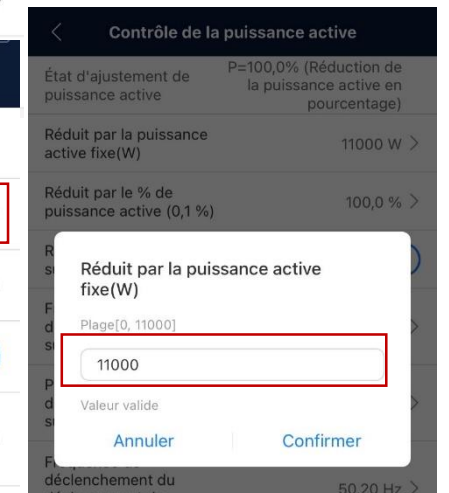 Contrôle de la puissance active
État d'ajustement de
puissance active
P=100,0% (Réduction de
la puissance active en
pourcentage)
Réduit par la puissance
active fixe(W)
11000 W
Réduit par le % de
puissance active (0,1 %)
100,0 %
Réduit par la puissance active
fixe(W)
Plage[0, 11000]
11000
Valeur valide
Annuler
Confirmer
déclenchement du
50,20 Hz